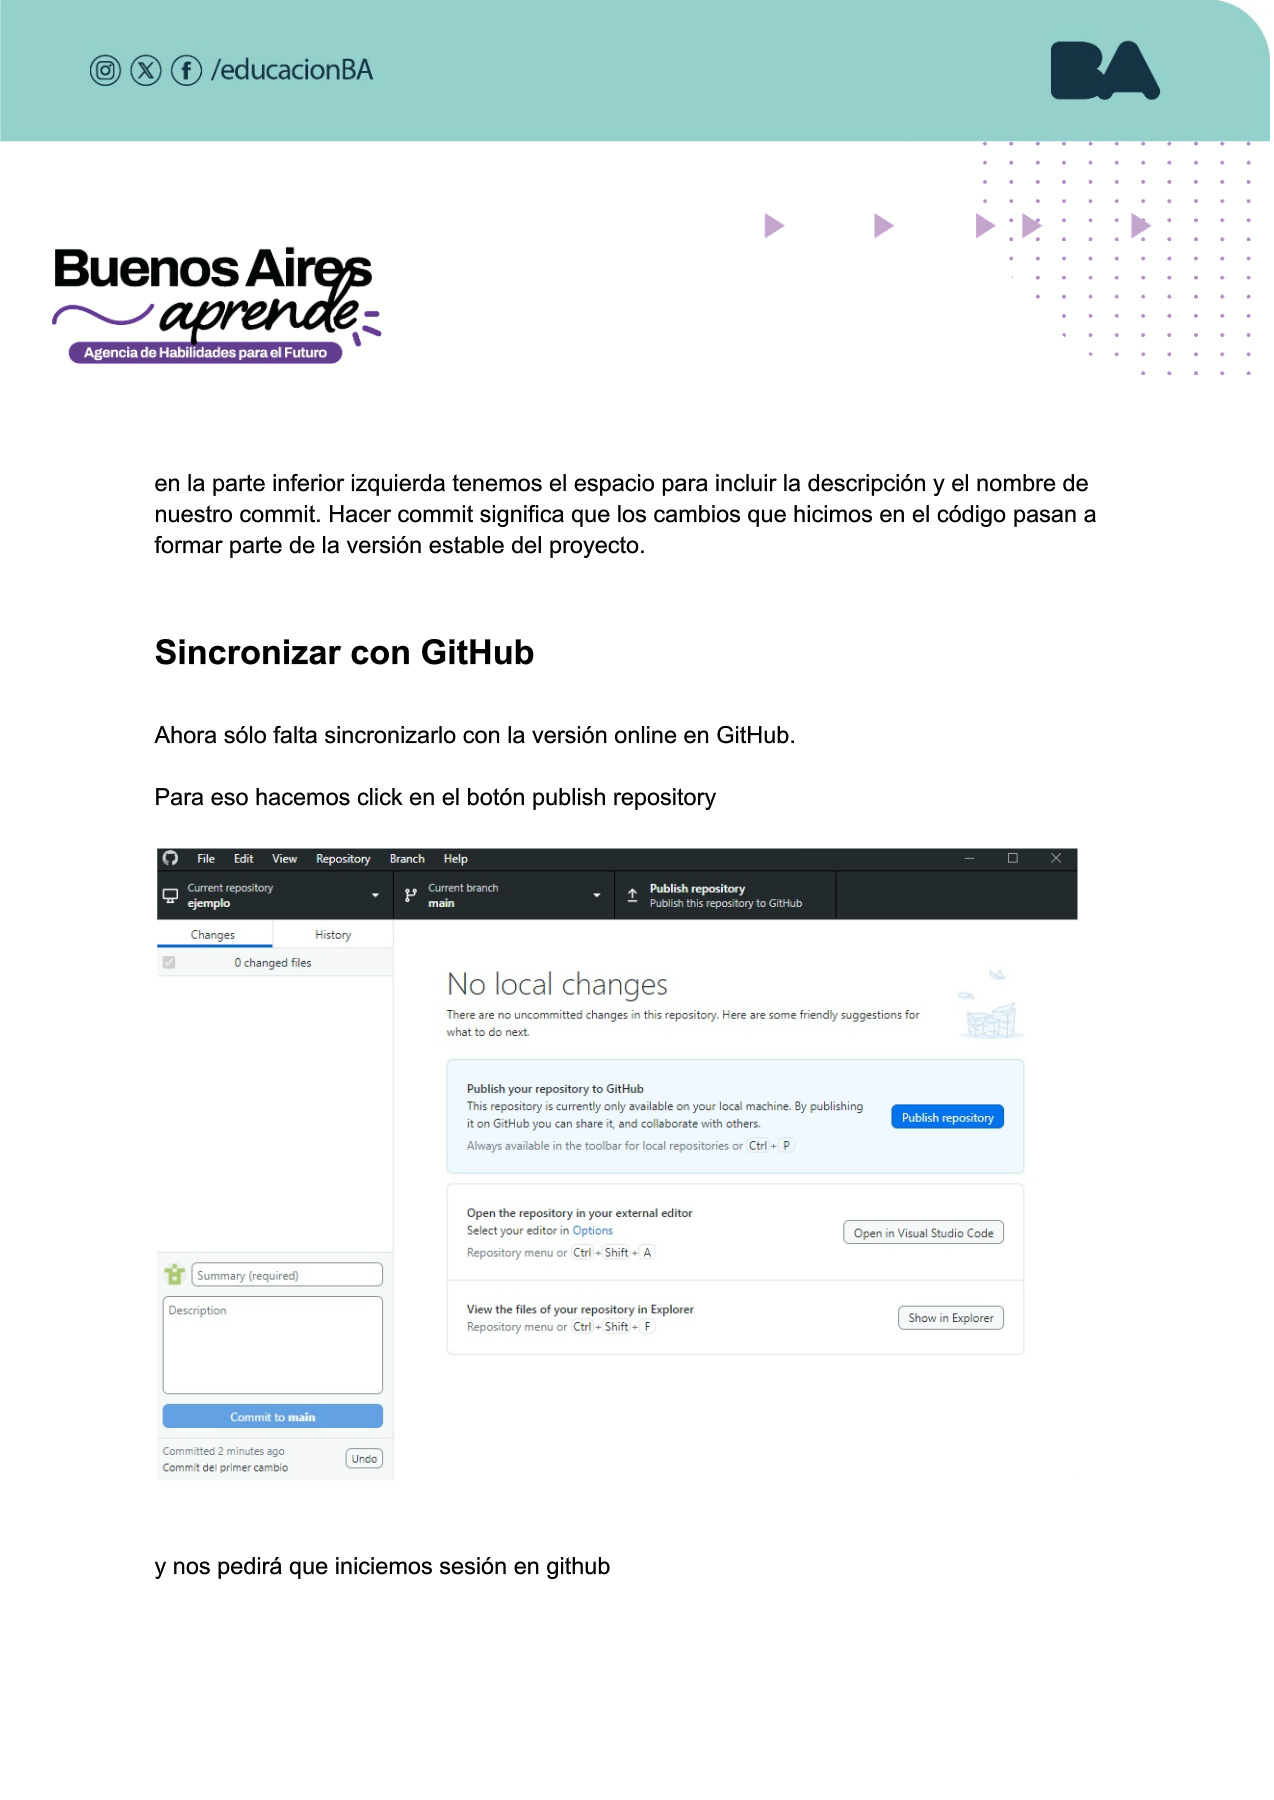 /educacionBA
BA
Buenos Aires
aprende
Agencia de Habilidades para el Futuro
en la parte inferior izquierda tenemos el espacio para incluir la descripción y el nombre de
nuestro commit. Hacer commit significa que los cambios que hicimos en el código pasan a
formar parte de la versión estable del proyecto.
Sincronizar con GitHub
Ahora sólo falta sincronizarlo con la versión online en GitHub.
Para eso hacemos click en el botón publish repository
File Edit View Repository Branch Help
Current repository
ejemplo
Current branch
main
Publish repository
Publish this repository to GitHub
Changes History
0 changed files
No local changes
There are no uncommitted changes in this repository. Here are some friendly suggestions for
what to do next.
Publish your repository to GitHub
This repository is currently only available on your local machine. By publishing
it on GitHub you can share it, and collaborate with others.
Always available in the toolbar for local repositories or Ctrl + P
Publish repository
Open the repository in your external editor
Select your editor in Options
Repository menu or Ctrl + Shift + A
Open in Visual Studio Code
View the files of your repository in Explorer
Repository menu or Ctrl + Shift + F
Show in Explorer
Summary (required)
Description
Commit to main
Committed 2 minutes ago
Commit del primer cambio
Undo
y nos pedirá que iniciemos sesión en github